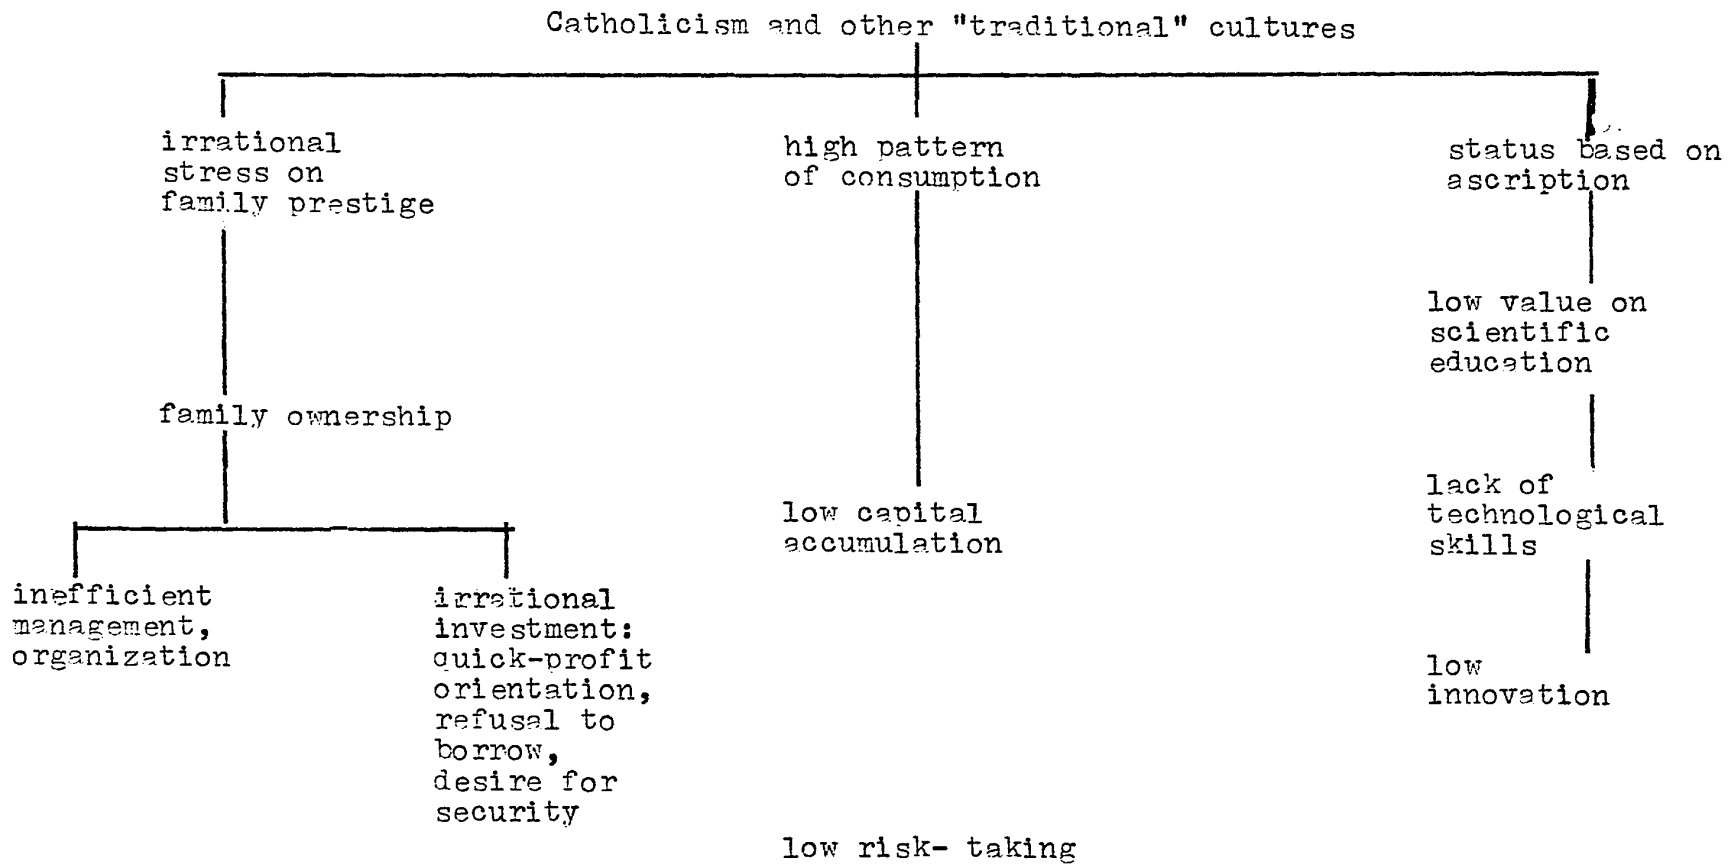 Catholicism and other "traditional" cultures
irrational
stress on
family prestige
high pattern
of consumption
status based on
ascription
low value on
scientific
education
family ownership
lack of
technological
skills
low capital
accumulation
inefficient
management,
organization
irrational
investment:
quick-profit
orientation,
refusal to
borrow,
desire for
security
low
innovation
low risk- taking